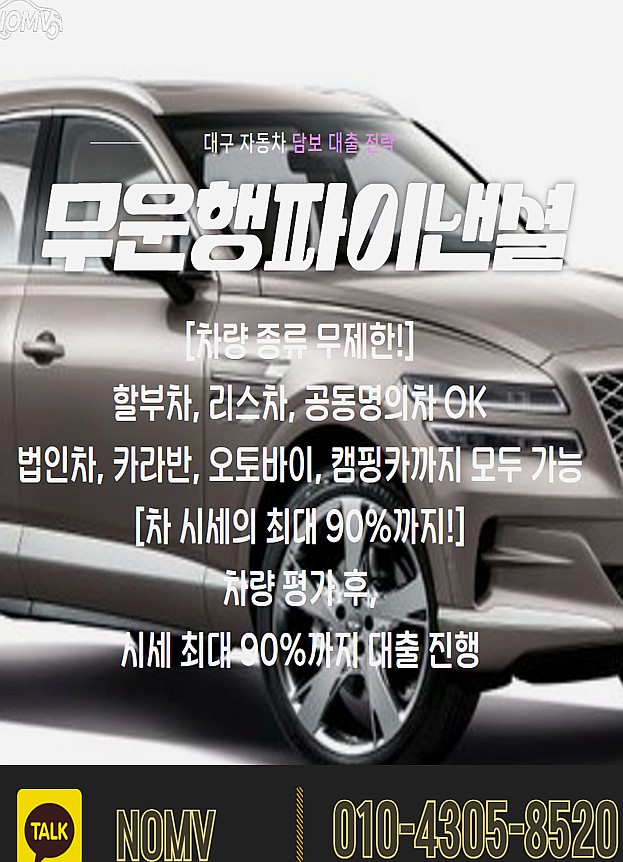 NOMV
대구 자동차 담보 대출 전략
무운행파이낸셜
[차량 종류 무제한!]
할부차, 리스차, 공동명의차 OK
법인차, 카라반, 오토바이, 캠핑카까지 모두 가능
[차 시세의 최대 90%까지!]
차량 평가 후,
시세 최대 90%까지 대출 진행
TALK
NOMV
010-4305-8520